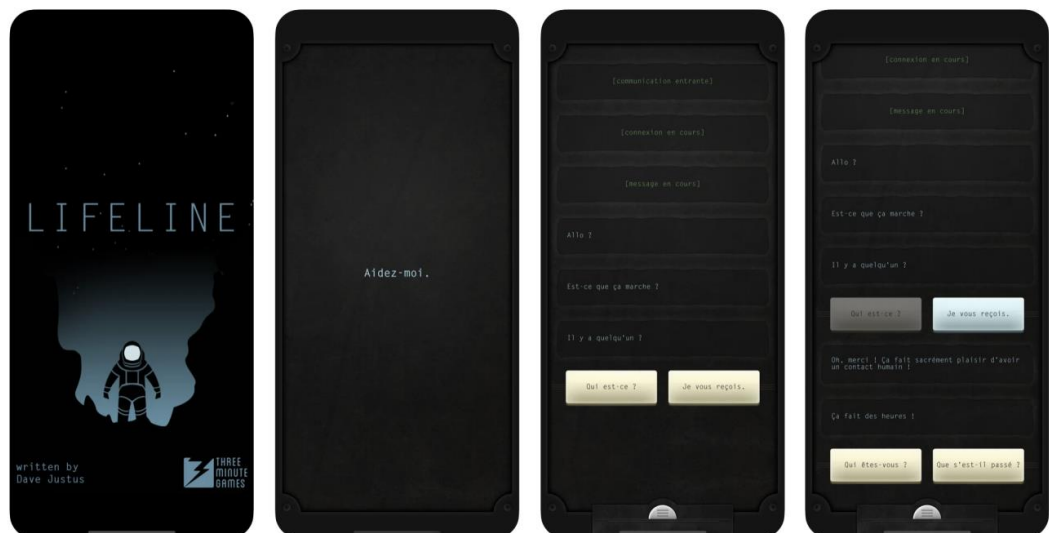 LIFELINE
written by
Dave Justus
THREE
MINUTE
GAMES
Aidez-moi.
[communication entrante]
[connexion en cours]
[message en cours]
Allo ?
Est-ce que ça marche ?
Il y a quelqu'un ?
Qui est-ce ?
Je vous reçois.
[connexion en cours]
[message en cours]
Allo ?
Est-ce que ça marche ?
Il y a quelqu'un ?
Qui est-ce ?
Je vous reçois.
Oh, merci ! Ça fait sacrément plaisir d'avoir
un contact humain !
Ça fait des heures !
Qui êtes-vous ?
Que s'est-il passé ?